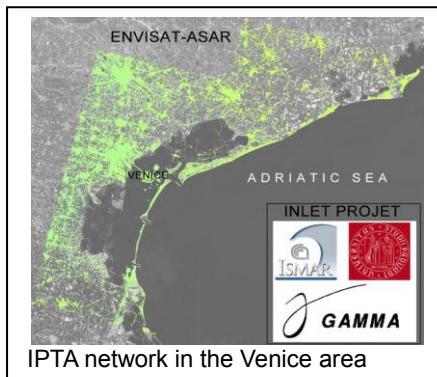 ENVISAT-ASAR
VENICE
ADRIATIC SEA
INLET PROJET
ISMAR
GAMMA
IPTA network in the Venice area